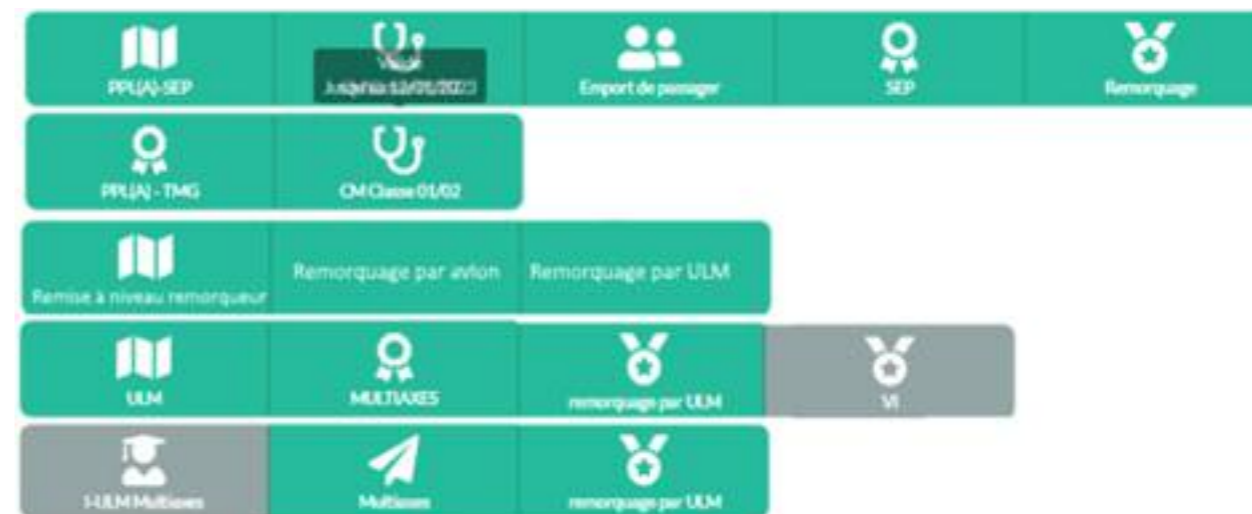 PPL(A)-SEP
Emport de passager
SEP
Remorquage
PPL(A) - TMG
CM Classe 01/02
Remise à niveau remorqueur
Remorquage par avion
Remorquage par ULM
ULM
MULTIAXES
remorquage par ULM
VI
I-ULM Multiaxes
Multiaxes
remorquage par ULM